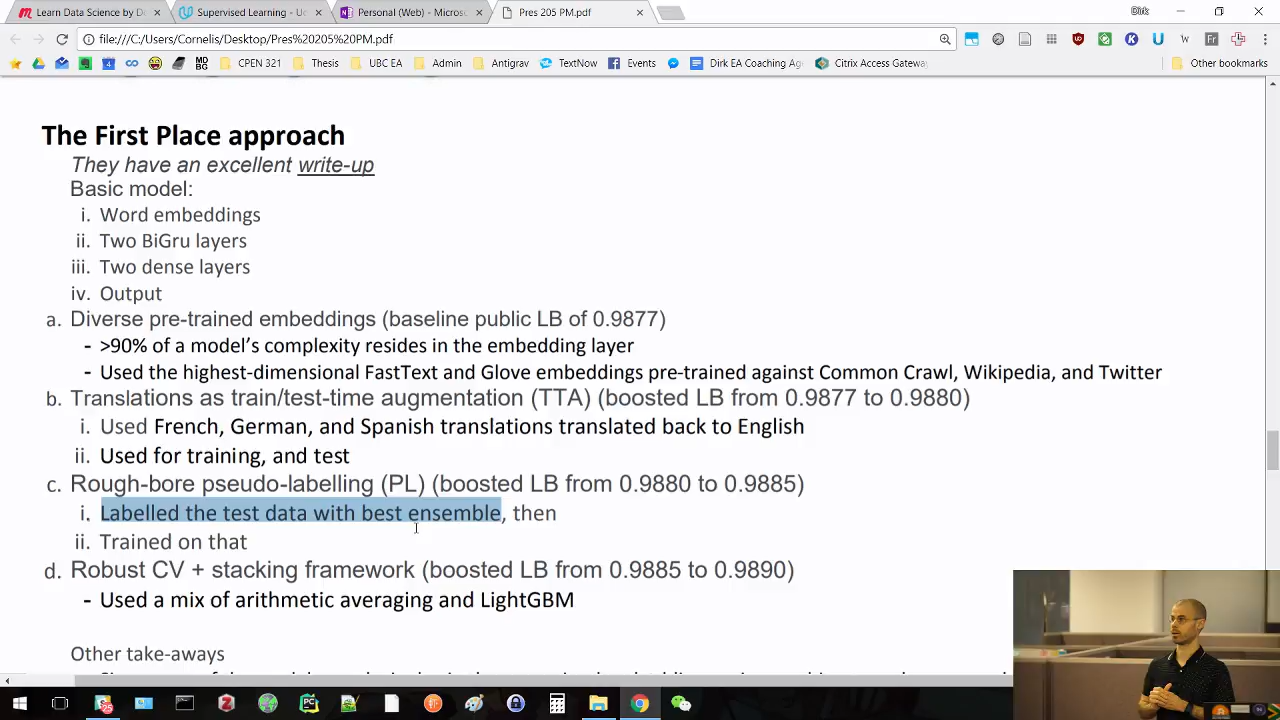 Learn Data Science by D
Supervised Learning - Uc
Personal (Web) - Micros
Pres 205 PM.pdf
Dirk
file:///C:/Users/Cornelis/Desktop/Pres%20205%20PM.pdf
CPEN 321
Thesis
UBC EA
Admin
Antigrav
TextNow
Events
Dirk EA Coaching Ag
Citrix Access Gateway
Other bookmarks
The First Place approach
They have an excellent write-up
Basic model:
i. Word embeddings
ii. Two BiGru layers
iii. Two dense layers
iv. Output
a. Diverse pre-trained embeddings (baseline public LB of 0.9877)
- >90% of a model's complexity resides in the embedding layer
- Used the highest-dimensional FastText and Glove embeddings pre-trained against Common Crawl, Wikipedia, and Twitter
b. Translations as train/test-time augmentation (TTA) (boosted LB from 0.9877 to 0.9880)
i. Used French, German, and Spanish translations translated back to English
ii. Used for training, and test
c. Rough-bore pseudo-labelling (PL) (boosted LB from 0.9880 to 0.9885)
i. Labelled the test data with best ensemble, then
ii. Trained on that
d. Robust CV + stacking framework (boosted LB from 0.9885 to 0.9890)
- Used a mix of arithmetic averaging and LightGBM
Other take-aways